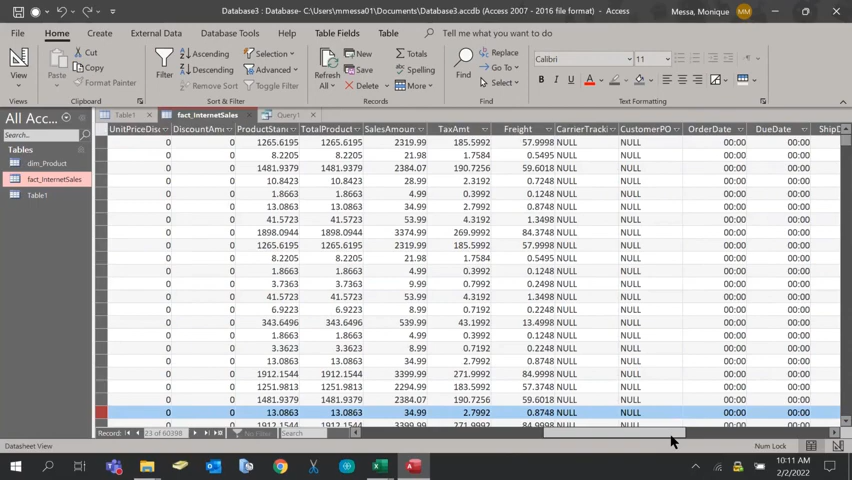 Database3 : Database- C:\Users\mmessa01\Documents\Database3.accdb (Access 2007 - 2016 file format) - Access
Messa, Monique MM
File Home Create External Data Database Tools Help Table Fields Table Tell me what you want to do
View Paste Cut Copy Format Painter Filter Ascending Descending Remove Sort Selection Advanced Toggle Filter Refresh All New Save Delete Totals Spelling More Find Replace Go To Select Calibri 11
Views Clipboard Sort & Filter Records Find Text Formatting
All Acc... Table1 fact_InternetSales Query1
Search...
Tables
dim_Product
fact_InternetSales
Table1
UnitPriceDisc DiscountAmo ProductStand TotalProduct SalesAmoun TaxAmt Freight CarrierTracki CustomerPO OrderDate DueDate ShipD
0 0 1265.6195 1265.6195 2319.99 185.5992 57.9998 NULL NULL 00:00 00:00
0 0 8.2205 8.2205 21.98 1.7584 0.5495 NULL NULL 00:00 00:00
0 0 1481.9379 1481.9379 2384.07 190.7256 59.6018 NULL NULL 00:00 00:00
0 0 10.8423 10.8423 28.99 2.3192 0.7248 NULL NULL 00:00 00:00
0 0 1.8663 1.8663 4.99 0.3992 0.1248 NULL NULL 00:00 00:00
0 0 13.0863 13.0863 34.99 2.7992 0.8748 NULL NULL 00:00 00:00
0 0 41.5723 41.5723 53.99 4.3192 1.3498 NULL NULL 00:00 00:00
0 0 1898.0944 1898.0944 3374.99 269.9992 84.3748 NULL NULL 00:00 00:00
0 0 1265.6195 1265.6195 2319.99 185.5992 57.9998 NULL NULL 00:00 00:00
0 0 8.2205 8.2205 21.98 1.7584 0.5495 NULL NULL 00:00 00:00
0 0 1.8663 1.8663 4.99 0.3992 0.1248 NULL NULL 00:00 00:00
0 0 3.7363 3.7363 9.99 0.7992 0.2498 NULL NULL 00:00 00:00
0 0 41.5723 41.5723 53.99 4.3192 1.3498 NULL NULL 00:00 00:00
0 0 6.9223 6.9223 8.99 0.7192 0.2248 NULL NULL 00:00 00:00
0 0 343.6496 343.6496 539.99 43.1992 13.4998 NULL NULL 00:00 00:00
0 0 1.8663 1.8663 4.99 0.3992 0.1248 NULL NULL 00:00 00:00
0 0 3.3623 3.3623 8.99 0.7192 0.2248 NULL NULL 00:00 00:00
0 0 13.0863 13.0863 34.99 2.7992 0.8748 NULL NULL 00:00 00:00
0 0 1912.1544 1912.1544 3399.99 271.9992 84.9998 NULL NULL 00:00 00:00
0 0 1251.9813 1251.9813 2294.99 183.5992 57.3748 NULL NULL 00:00 00:00
0 0 1481.9379 1481.9379 2384.07 190.7256 59.6018 NULL NULL 00:00 00:00
0 0 13.0863 13.0863 34.99 2.7992 0.8748 NULL NULL 00:00 00:00
0 0 1912.1544 1912.1544 3399.99 271.9992 84.9998 NULL NULL 00:00 00:00
Record: 23 of 60398 No Filter Search
Datasheet View Num Lock
10:11 AM
2/2/2022